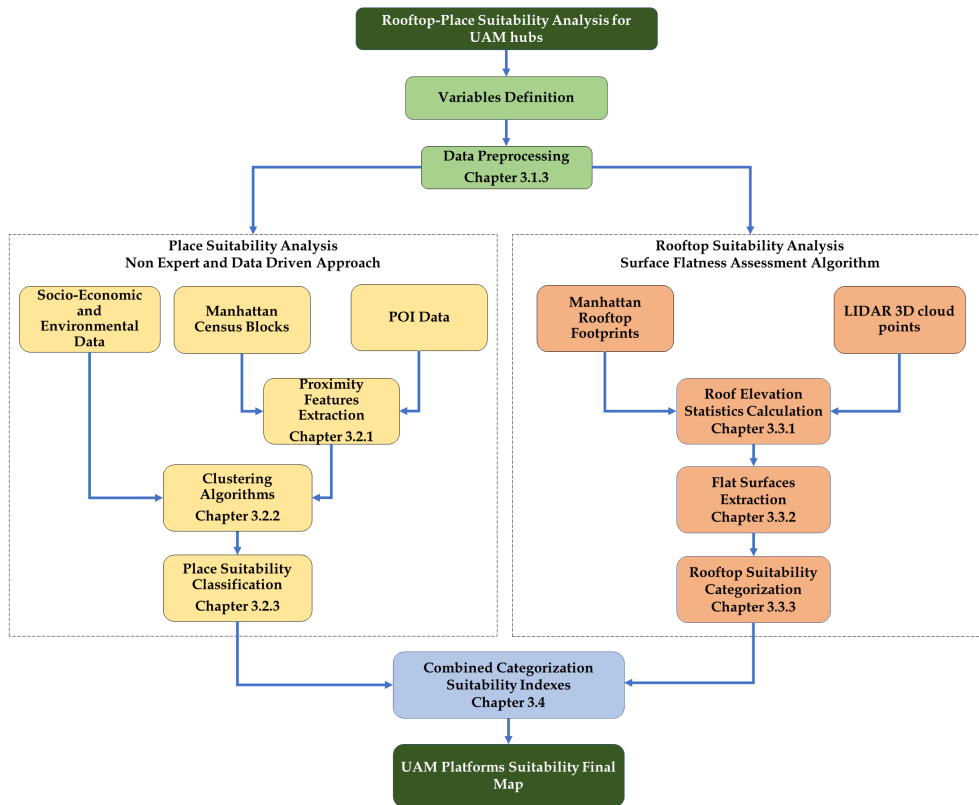 Rooftop-Place Suitability Analysis for
UAM hubs
Variables Definition
Data Preprocessing
Chapter 3.1.3
Place Suitability Analysis
Non Expert and Data Driven Approach
Socio-Economic
and
Environmental
Data
Manhattan
Census Blocks
POI Data
Proximity
Features
Extraction
Chapter 3.2.1
Clustering
Algorithms
Chapter 3.2.2
Place Suitability
Classification
Chapter 3.2.3
Rooftop Suitability Analysis
Surface Flatness Assessment Algorithm
Manhattan
Rooftop
Footprints
LIDAR 3D cloud
points
Roof Elevation
Statistics Calculation
Chapter 3.3.1
Flat Surfaces
Extraction
Chapter 3.3.2
Rooftop Suitability
Categorization
Chapter 3.3.3
Combined Categorization
Suitability Indexes
Chapter 3.4
UAM Platforms Suitability Final
Map